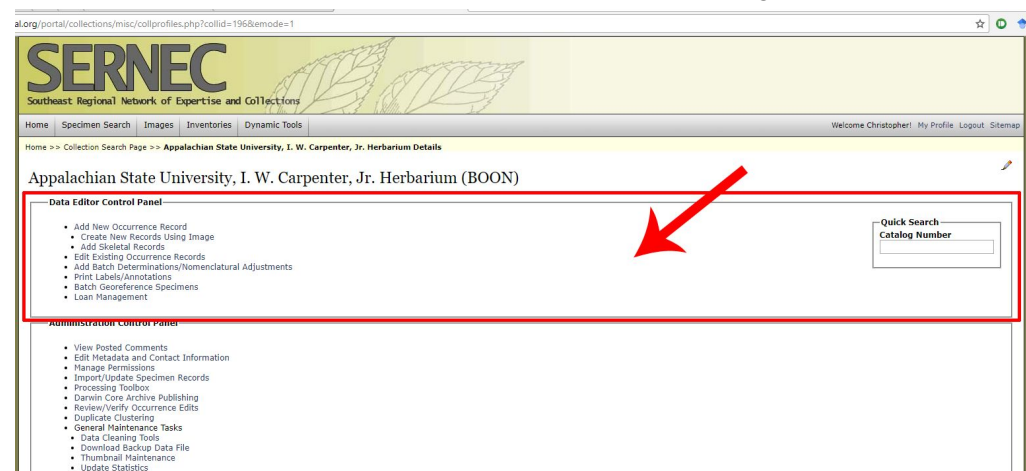 al.org/portal/collections/misc/collprofiles.php?collid=196&emode=1
SERNEC
Southeast Regional Network of Expertise and Collections
Home Specimen Search Images Inventories Dynamic Tools Welcome Christopher! My Profile Logout Sitemap
Home >> Collection Search Page >> Appalachian State University, I. W. Carpenter, Jr. Herbarium Details
Appalachian State University, I. W. Carpenter, Jr. Herbarium (BOON)
Data Editor Control Panel
Quick Search
Catalog Number
Add New Occurrence Record
Create New Records Using Image
Add Skeletal Records
Edit Existing Occurrence Records
Add Batch Determinations/Nomenclatural Adjustments
Print Labels/Annotations
Batch Georeference Specimens
Loan Management
Administration Control Panel
View Posted Comments
Edit Metadata and Contact Information
Manage Permissions
Import/Update Specimen Records
Processing Toolbox
Darwin Core Archive Publishing
Review/Verify Occurrence Edits
Duplicate Clustering
General Maintenance Tasks
Data Cleaning Tools
Download Backup Data File
Thumbnail Maintenance
Update Statistics